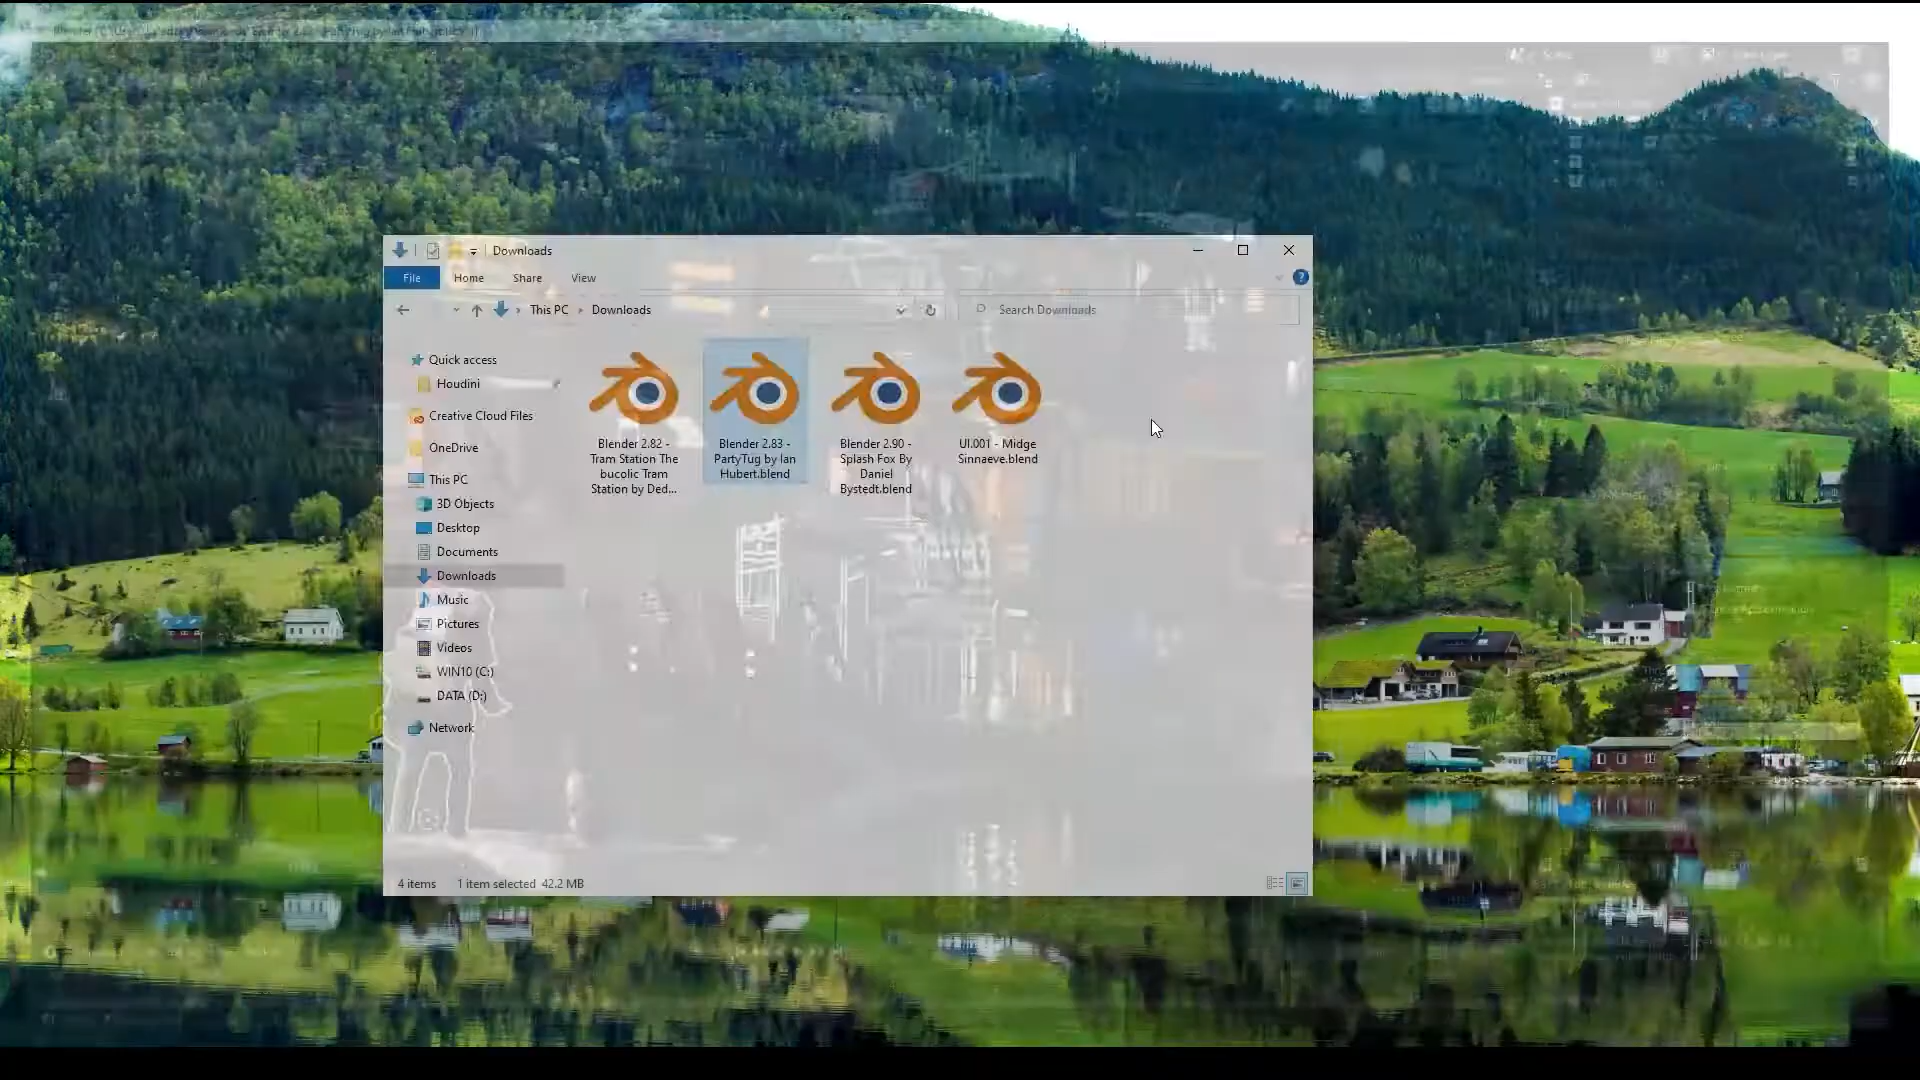 Downloads
File
Home
Share
View
This PC
Downloads
Search Downloads
Quick access
Houdini
Creative Cloud Files
OneDrive
This PC
3D Objects
Desktop
Documents
Downloads
Music
Pictures
Videos
WIN10 (C:)
DATA (D:)
Network
Blender 2.82 -
Tram Station The
bucolic Tram
Station by Ded...
Blender 2.83 -
PartyTug by Ian
Hubert.blend
Blender 2.90 -
Splash Fox By
Daniel
Bystedt.blend
UI.001 - Midge
Sinnaeve.blend
4 items
1 item selected 42.2 MB